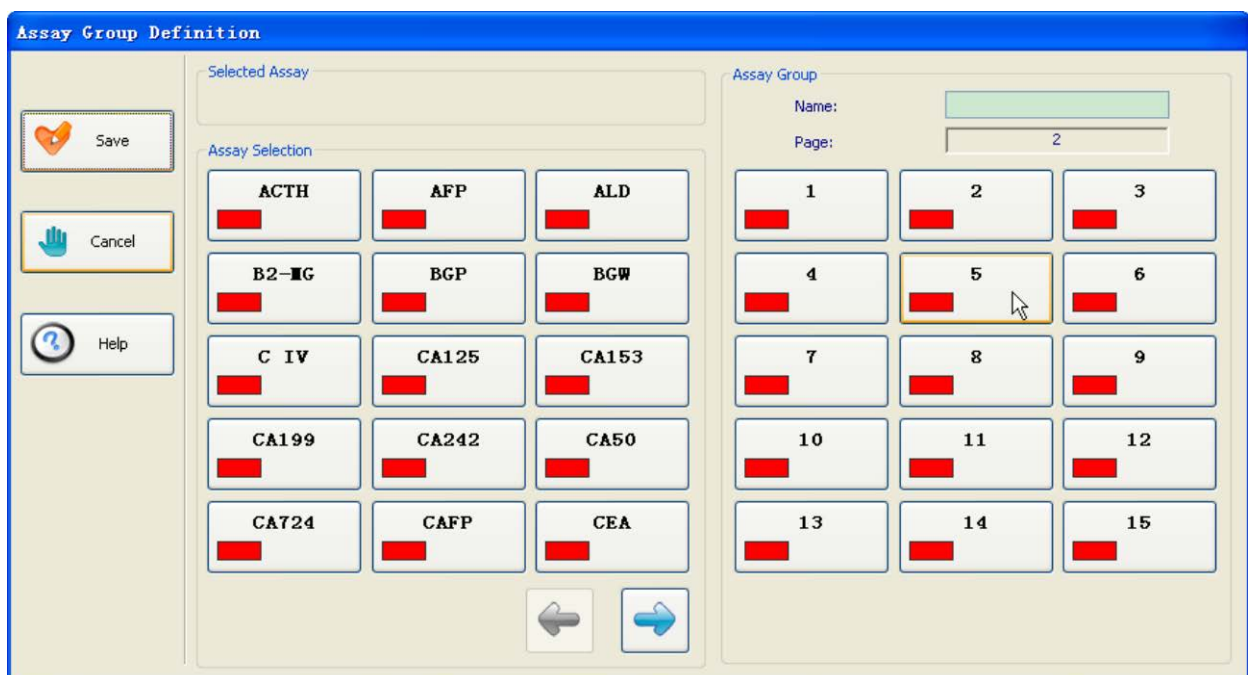 Assay Group Definition
Save
Cancel
Help
Selected Assay
Assay Selection
ACTH AFP ALD
B2-MG BGP BGW
C IV CA125 CA153
CA199 CA242 CA50
CA724 CAFP CEA
Assay Group
Name:
Page: 2
1 2 3
4 5 6
7 8 9
10 11 12
13 14 15